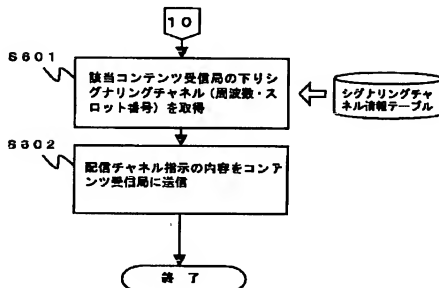 10
S601
該当コンテンツ受信局の下りシ
グナリングチャネル（周波数・ス
ロット番号）を取得
シグナリングチャ
ネル情報テーブル
S602
配信チャネル指示の内容をコンテ
ンツ受信局に送信
終了